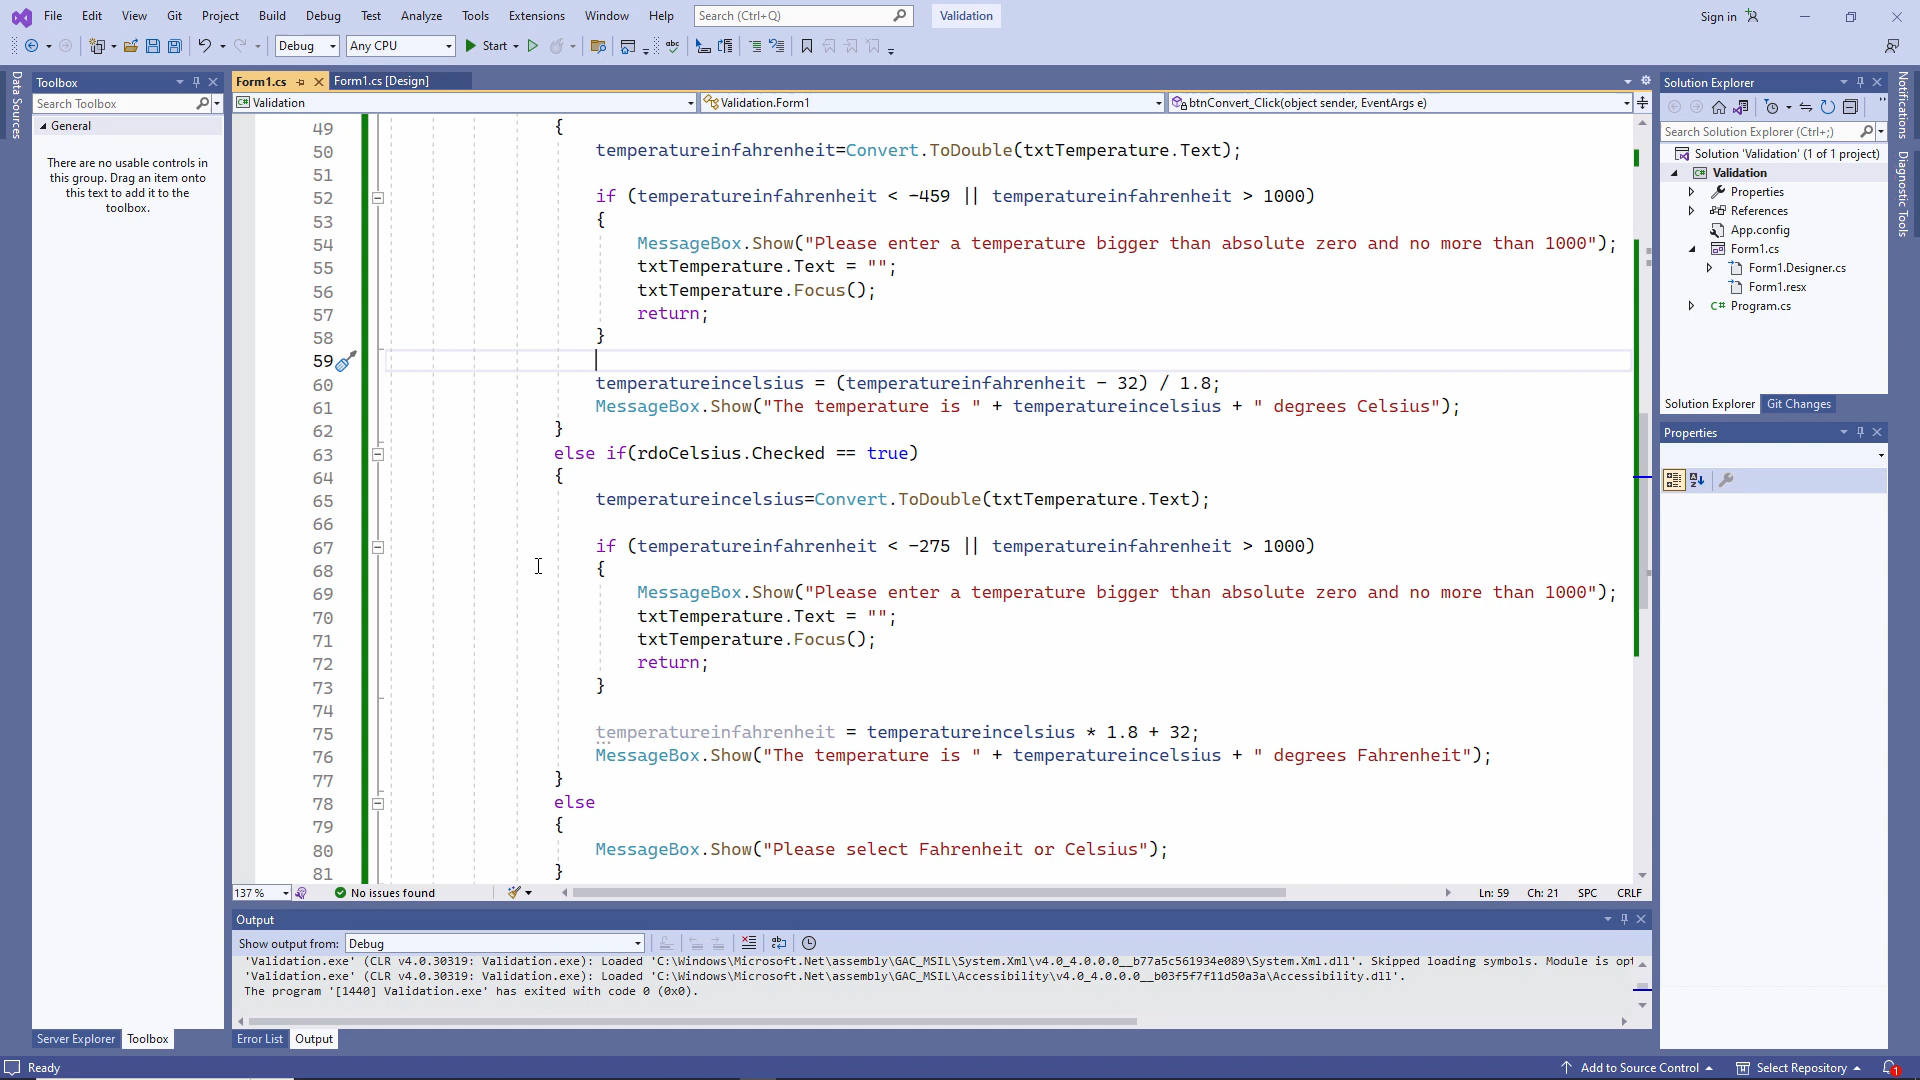 File Edit View Git Project Build Debug Test Analyze Tools Extensions Window Help Search (Ctrl+Q) Validation Sign in
Debug Any CPU Start
Data Sources
Toolbox
Search Toolbox
General
There are no usable controls in
this group. Drag an item onto
this text to add it to the
toolbox.
Server Explorer Toolbox
Form1.cs Form1.cs [Design]
Validation Validation.Form1 btnConvert_Click(object sender, EventArgs e)
49 {
50 temperatureinfahrenheit=Convert.ToDouble(txtTemperature.Text);
51
52 if (temperatureinfahrenheit < -459 || temperatureinfahrenheit > 1000)
53 {
54 MessageBox.Show("Please enter a temperature bigger than absolute zero and no more than 1000");
55 txtTemperature.Text = "";
56 txtTemperature.Focus();
57 return;
58 }
59
60 temperatureincelsius = (temperatureinfahrenheit - 32) / 1.8;
61 MessageBox.Show("The temperature is " + temperatureincelsius + " degrees Celsius");
62 }
63 else if(rdoCelsius.Checked == true)
64 {
65 temperatureincelsius=Convert.ToDouble(txtTemperature.Text);
66
67 if (temperatureinfahrenheit < -275 || temperatureinfahrenheit > 1000)
68 {
69 MessageBox.Show("Please enter a temperature bigger than absolute zero and no more than 1000");
70 txtTemperature.Text = "";
71 txtTemperature.Focus();
72 return;
73 }
74
75 temperatureinfahrenheit = temperatureincelsius * 1.8 + 32;
76 MessageBox.Show("The temperature is " + temperatureincelsius + " degrees Fahrenheit");
77 }
78 else
79 {
80 MessageBox.Show("Please select Fahrenheit or Celsius");
81 }
137 % No issues found Ln: 59 Ch: 21 SPC CRLF
Output
Show output from: Debug
'Validation.exe' (CLR v4.0.30319: Validation.exe): Loaded 'C:\Windows\Microsoft.Net\assembly\GAC_MSIL\System.Xml\v4.0_4.0.0.0__b77a5c561934e089\System.Xml.dll'. Skipped loading symbols. Module is opt
'Validation.exe' (CLR v4.0.30319: Validation.exe): Loaded 'C:\Windows\Microsoft.Net\assembly\GAC_MSIL\Accessibility\v4.0_4.0.0.0__b03f5f7f11d50a3a\Accessibility.dll'.
The program '[1440] Validation.exe' has exited with code 0 (0x0).
Error List Output
Solution Explorer
Search Solution Explorer (Ctrl+;)
Solution 'Validation' (1 of 1 project)
Validation
Properties
References
App.config
Form1.cs
Form1.Designer.cs
Form1.resx
Program.cs
Solution Explorer Git Changes
Properties
Notifications
Diagnostic Tools
Ready Add to Source Control Select Repository 1